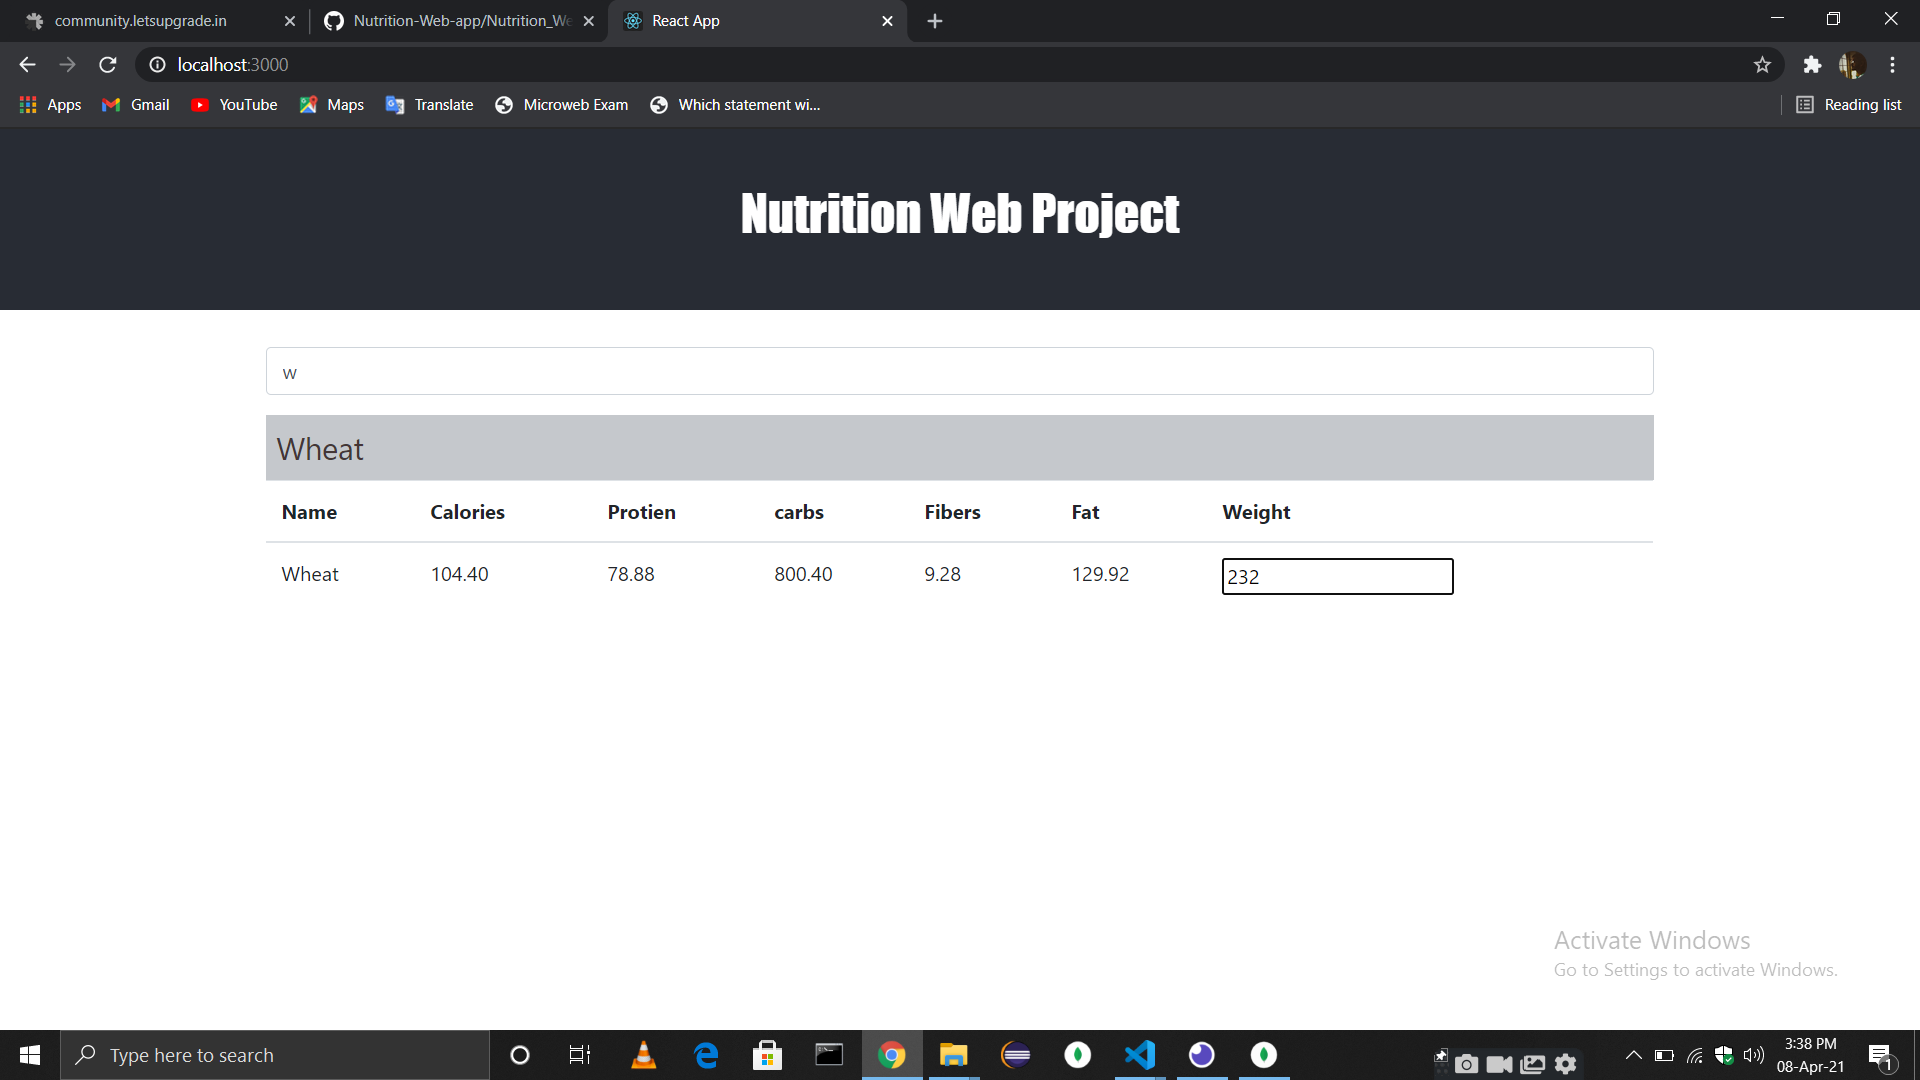 community.letsupgrade.in
Nutrition-Web-app/Nutrition_We
React App
localhost:3000
Apps
Gmail
YouTube
Maps
Translate
Microweb Exam
Which statement wi...
Reading list
Nutrition Web Project
w
Wheat
Name Calories Protien carbs Fibers Fat Weight
Wheat 104.40 78.88 800.40 9.28 129.92 232
Activate Windows
Go to Settings to activate Windows.
Type here to search
3:38 PM
08-Apr-21
1